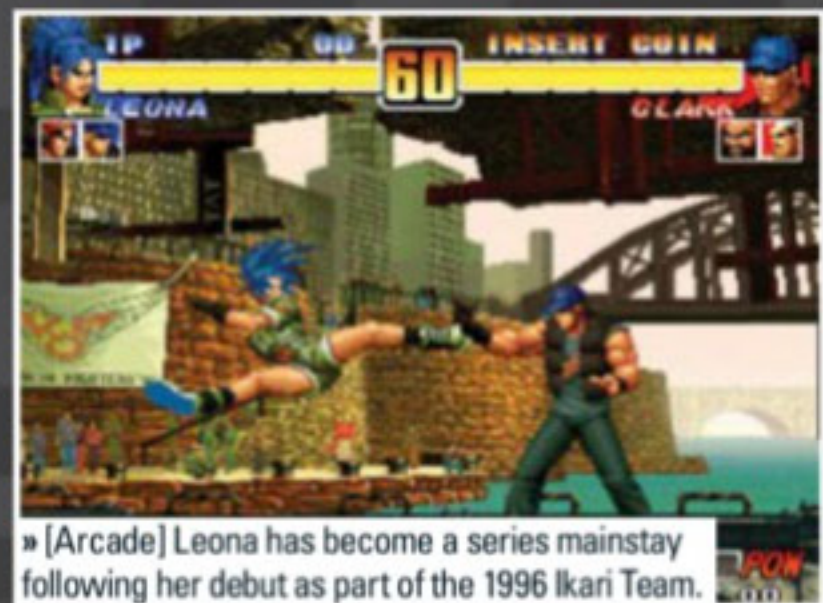 1P 00 INSERT COIN
60
LEONA CLARK
» [Arcade] Leona has become a series mainstay
following her debut as part of the 1996 Ikari Team.
POW